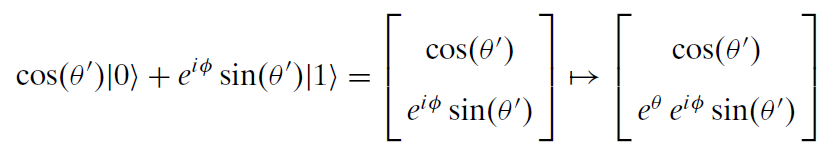 cos(θ′)|0⟩ + e^{iφ} sin(θ′)|1⟩ = [ cos(θ′) ; e^{iφ} sin(θ′) ] ↦ [ cos(θ′) ; e^{θ} e^{iφ} sin(θ′) ]